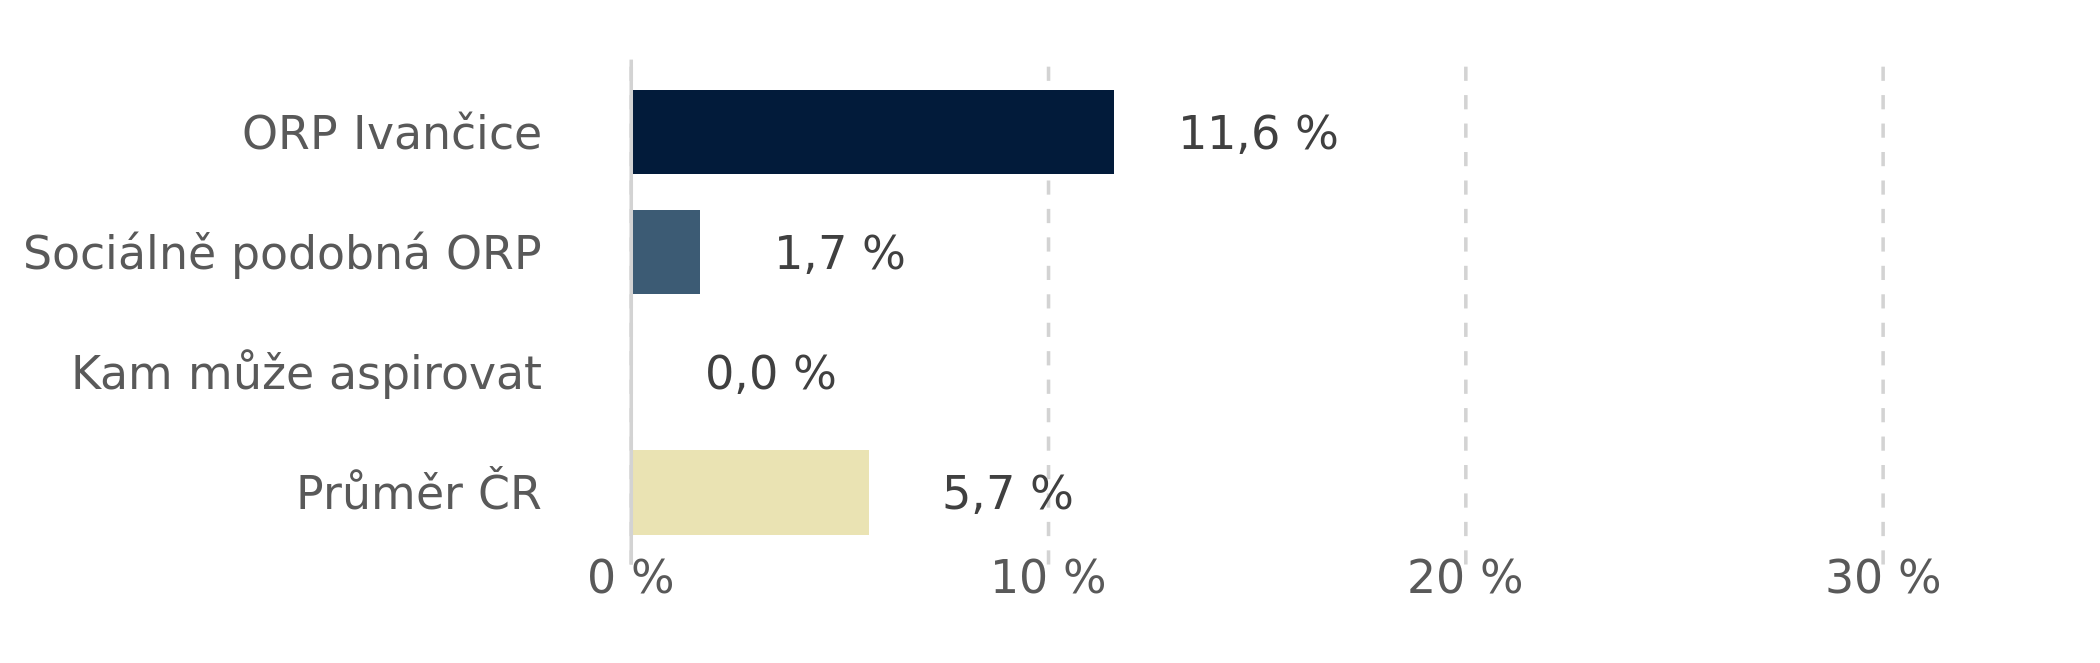 ORP Ivančice 11,6 %
Sociálně podobná ORP 1,7 %
Kam může aspirovat 0,0 %
Průměr ČR 5,7 %
0 % 10 % 20 % 30 %